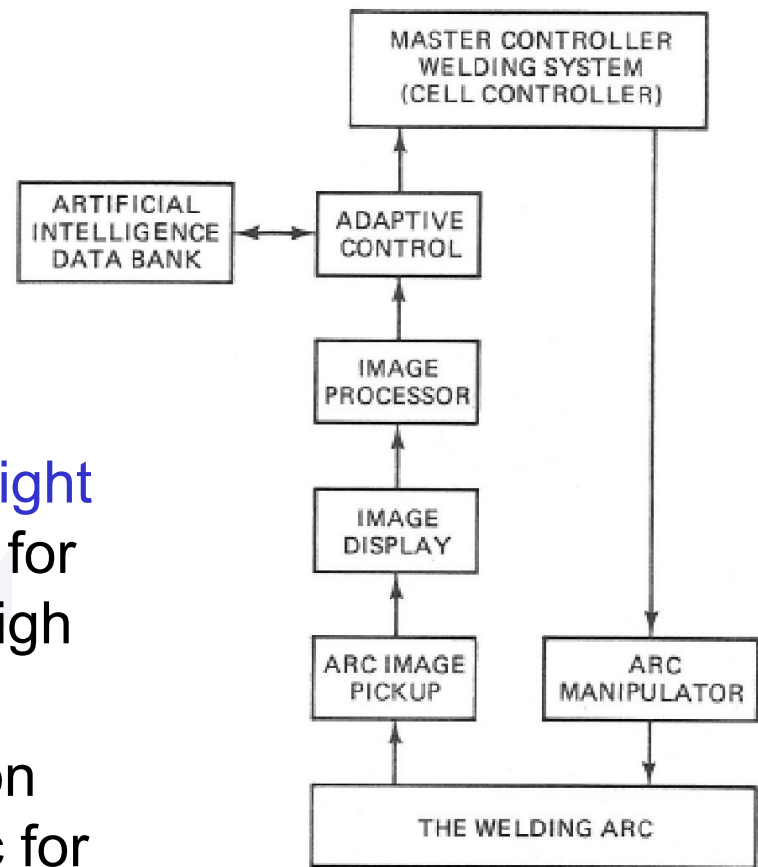 MASTER CONTROLLER
WELDING SYSTEM
(CELL CONTROLLER)
ARTIFICIAL
INTELLIGENCE
DATA BANK
ADAPTIVE
CONTROL
IMAGE
PROCESSOR
IMAGE
DISPLAY
ARC IMAGE
PICKUP
ARC
MANIPULATOR
THE WELDING ARC
ight
for
igh
on
for